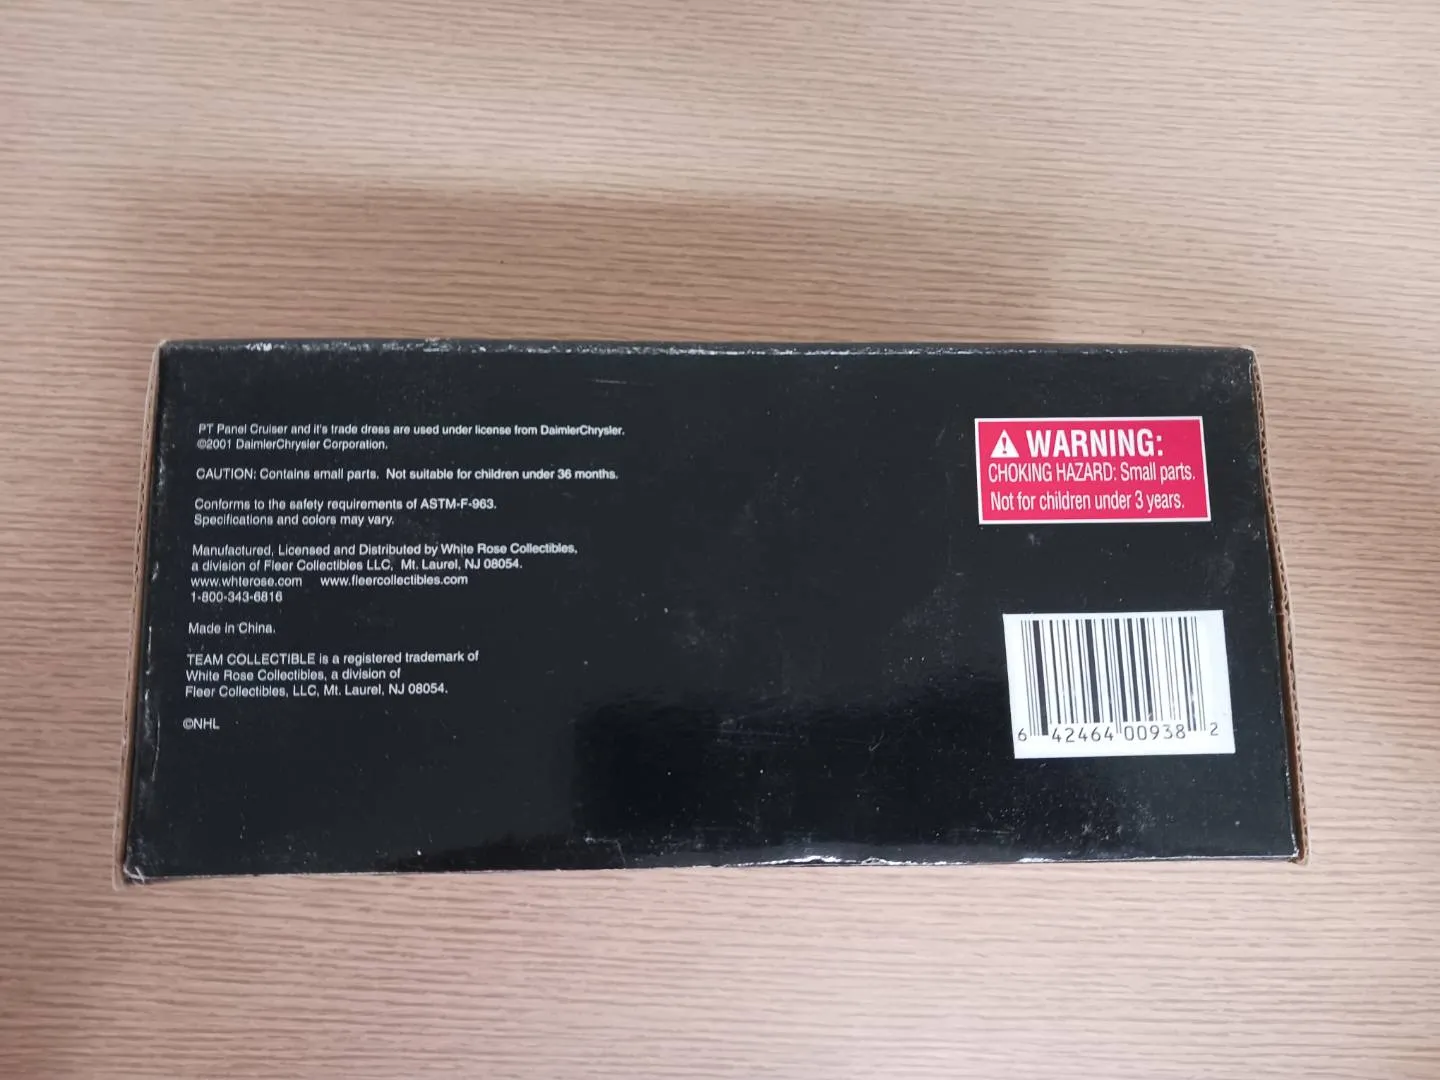 PT Panel Cruiser and it's trade dress are used under license from DaimlerChrysler.
©2001 DaimlerChrysler Corporation.
CAUTION: Contains small parts. Not suitable for children under 36 months.
Conforms to the safety requirements of ASTM-F-963.
Specifications and colors may vary.
Manufactured, Licensed and Distributed by White Rose Collectibles,
a division of Fleer Collectibles LLC, Mt. Laurel, NJ 08054.
www.whterose.com www.fleercollectibles.com
1-800-343-6816
Made in China.
TEAM COLLECTIBLE is a registered trademark of
White Rose Collectibles, a division of
Fleer Collectibles, LLC, Mt. Laurel, NJ 08054.
©NHL
WARNING:
CHOKING HAZARD: Small parts.
Not for children under 3 years.
6 42464 00938 2